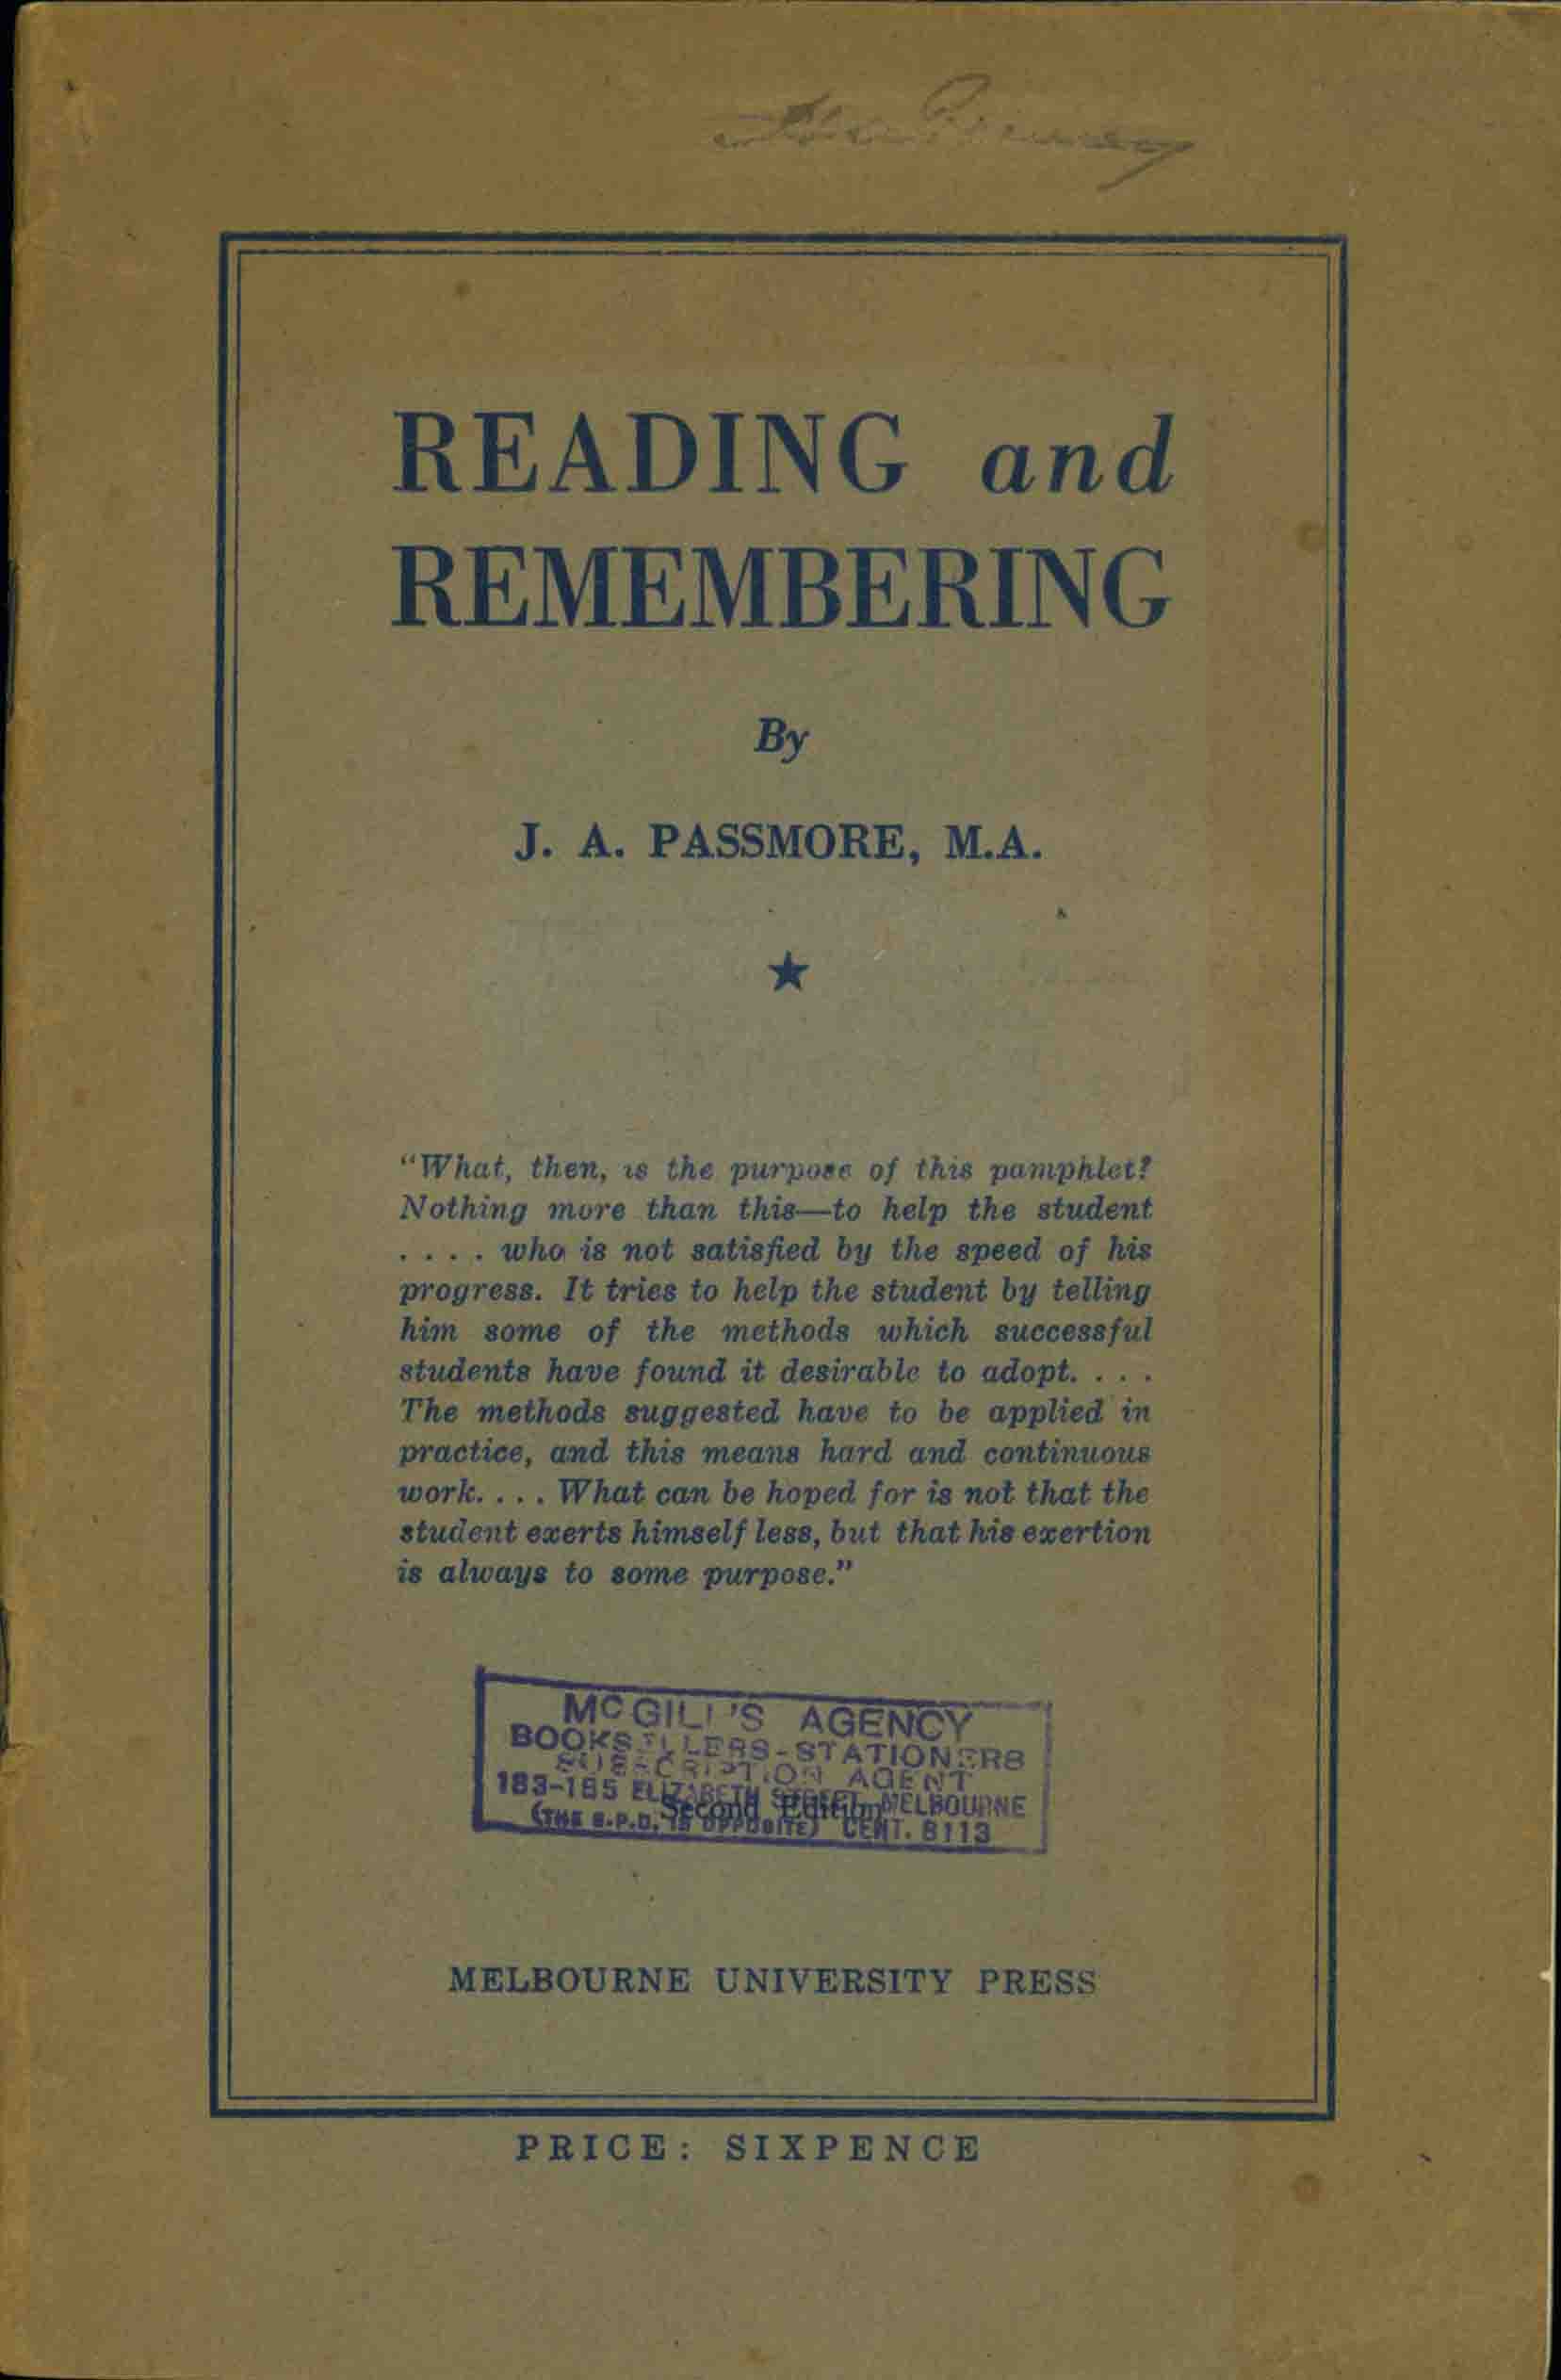 READING and
REMEMBERING
By
J. A. PASSMORE, M.A.
★
“What, then, is the purpose of this pamphlet?
Nothing more than this—to help the student
. . . . who is not satisfied by the speed of his
progress. It tries to help the student by telling
him some of the methods which successful
students have found it desirable to adopt. . . .
The methods suggested have to be applied in
practice, and this means hard and continuous
work. . . . What can be hoped for is not that the
student exerts himself less, but that his exertion
is always to some purpose.”
MCGILL'S AGENCY
BOOKSELLERS-STATIONERS
SUBSCRIPTION AGENT
183-185 ELIZABETH STREET, MELBOURNE
Second Edition
(THE G.P.O. IS OPPOSITE) CENT. 8113
MELBOURNE UNIVERSITY PRESS
PRICE: SIXPENCE